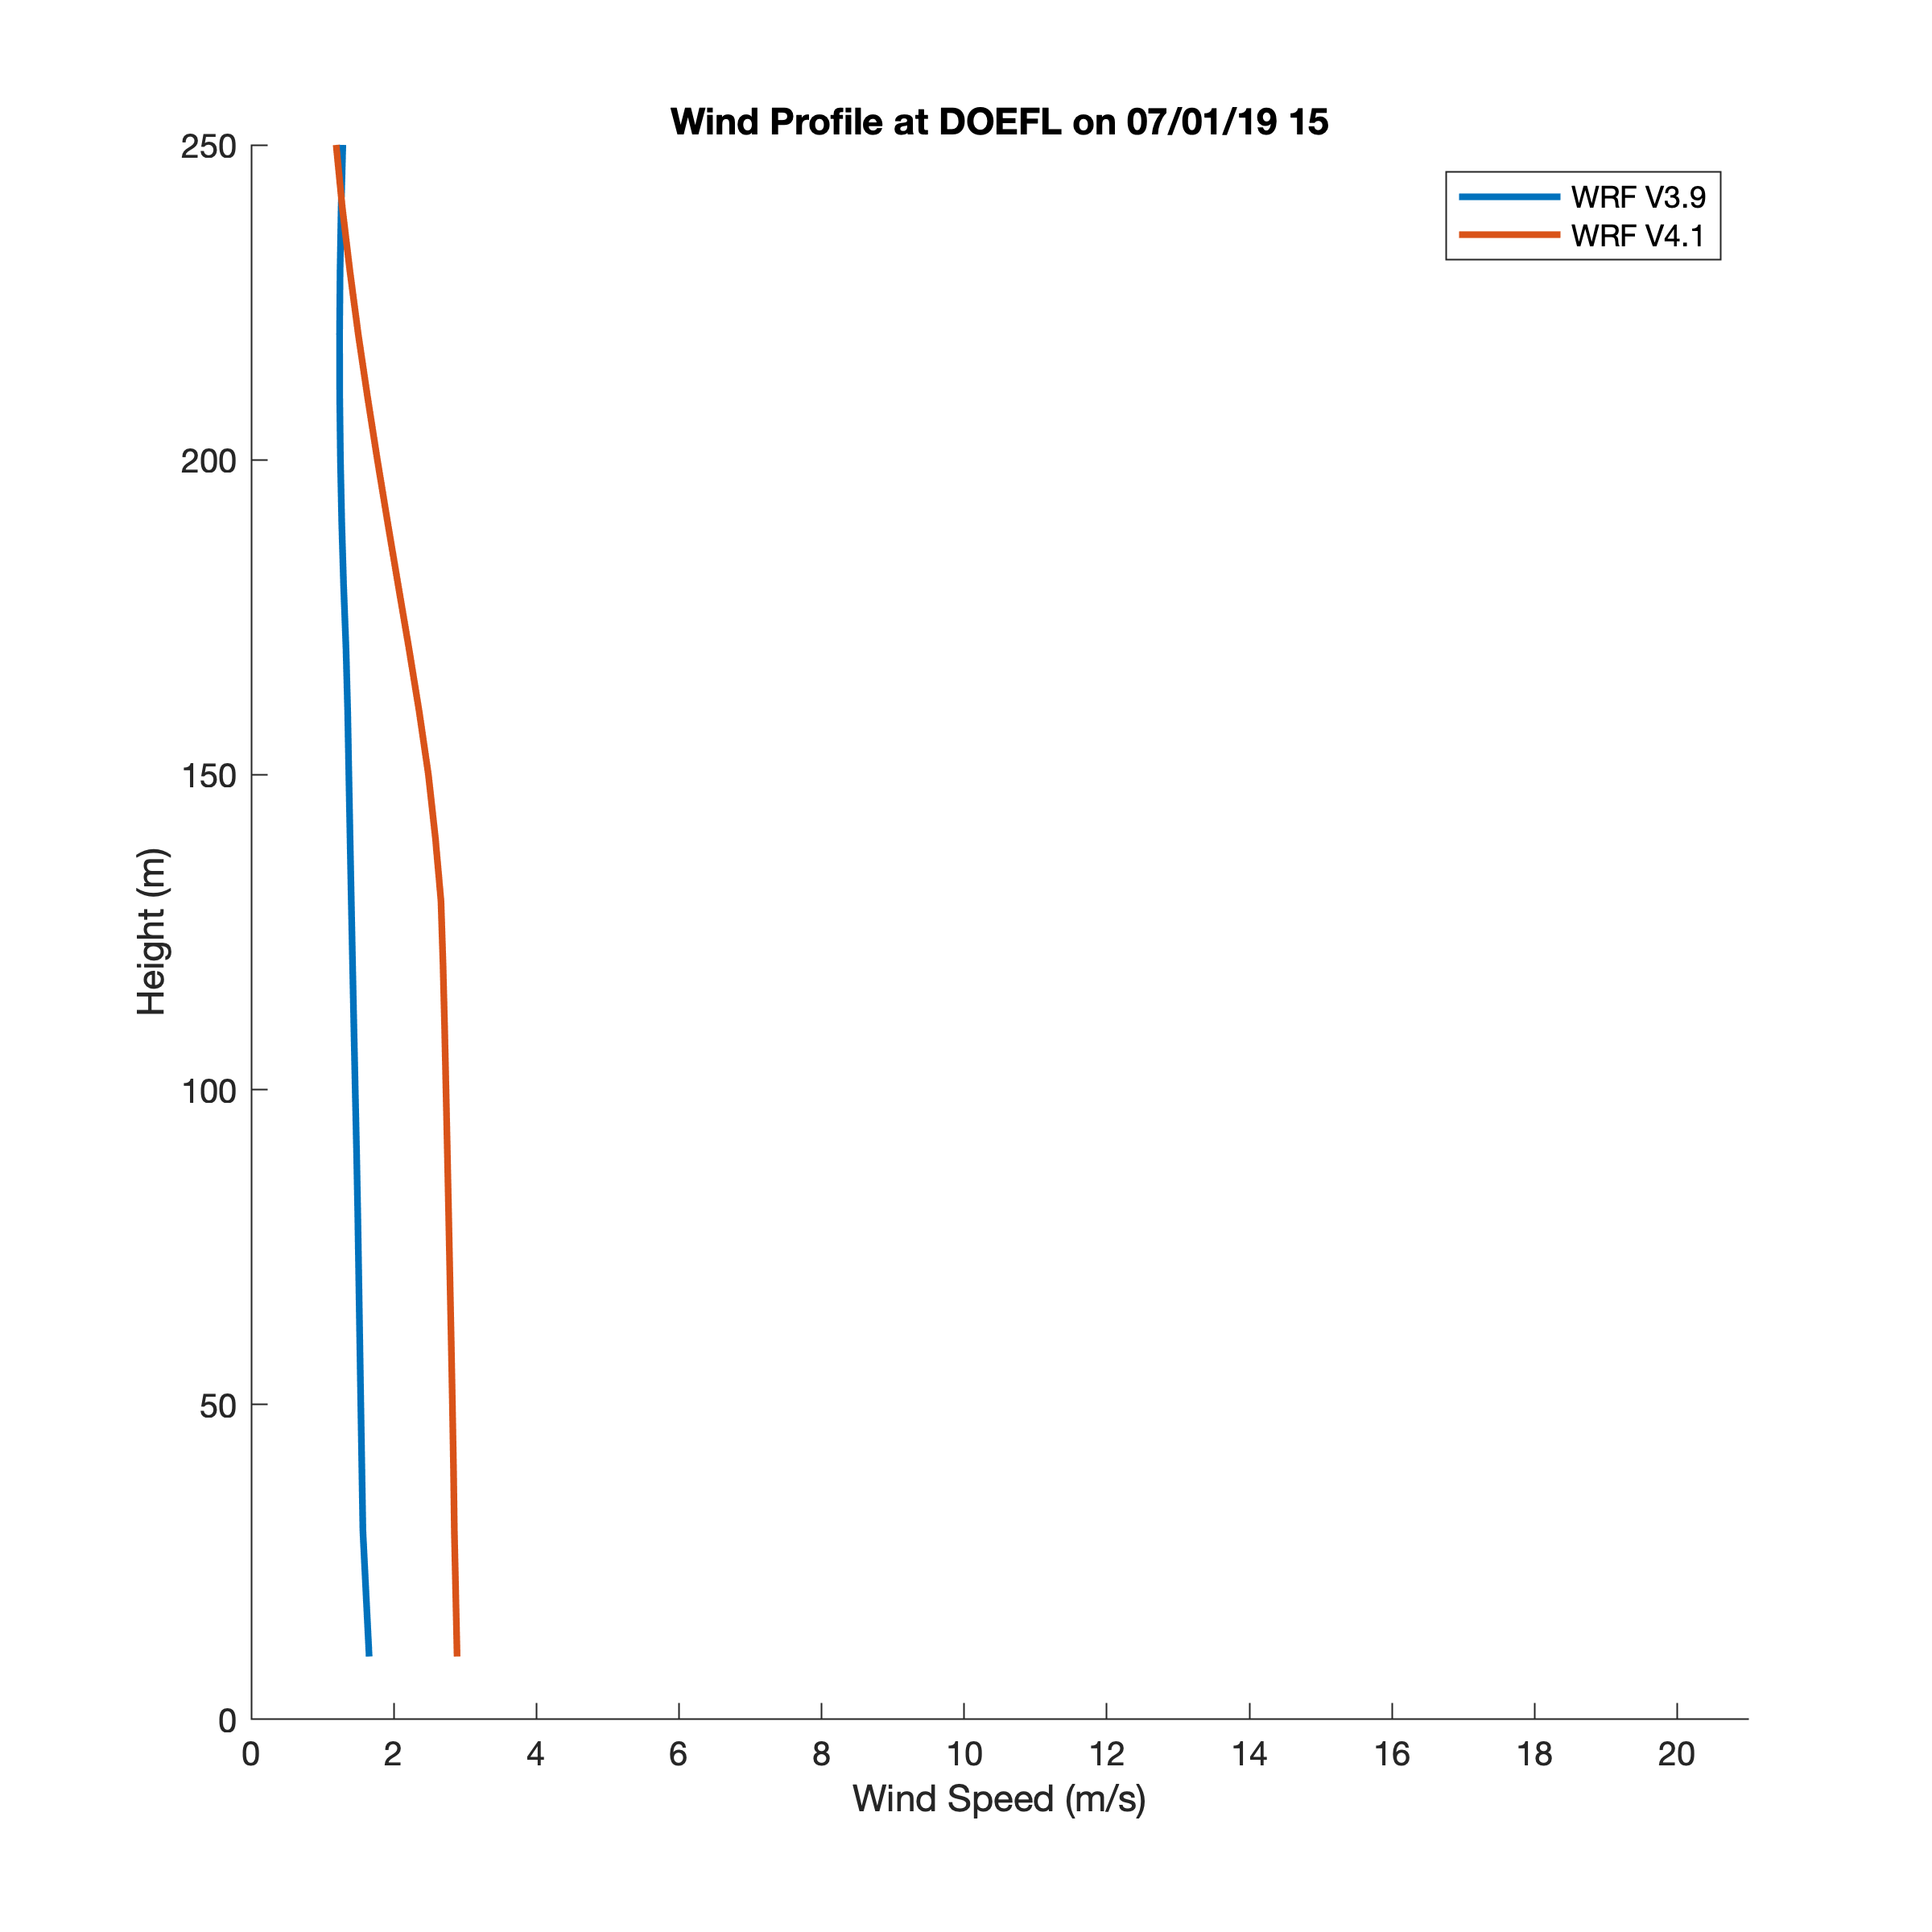 Wind Profile at DOEFL on 07/01/19 15
WRF V3.9
WRF V4.1
250
200
150
100
50
0
Height (m)
0 2 4 6 8 10 12 14 16 18 20
Wind Speed (m/s)